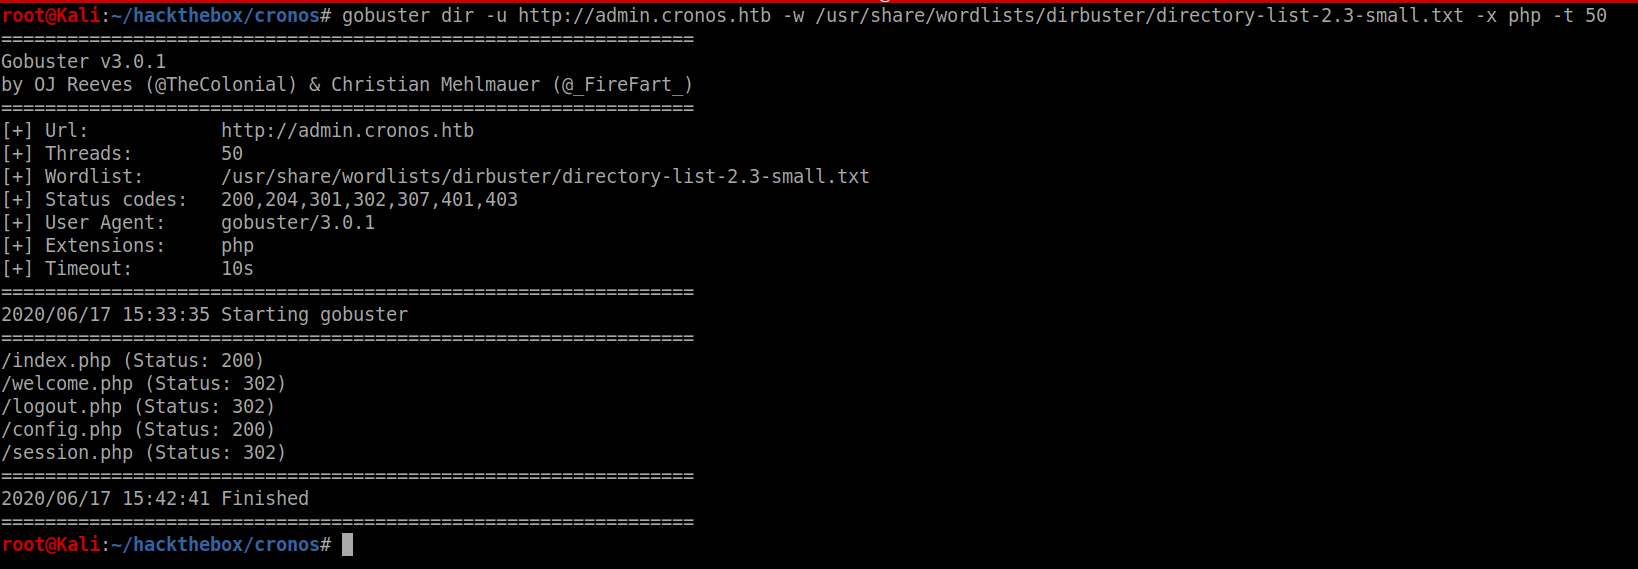 root@Kali:~/hackthebox/cronos# gobuster dir -u http://admin.cronos.htb -w /usr/share/wordlists/dirbuster/directory-list-2.3-small.txt -x php -t 50
===============================================================
Gobuster v3.0.1
by OJ Reeves (@TheColonial) & Christian Mehlmauer (@_FireFart_)
===============================================================
[+] Url:            http://admin.cronos.htb
[+] Threads:        50
[+] Wordlist:       /usr/share/wordlists/dirbuster/directory-list-2.3-small.txt
[+] Status codes:   200,204,301,302,307,401,403
[+] User Agent:     gobuster/3.0.1
[+] Extensions:     php
[+] Timeout:        10s
===============================================================
2020/06/17 15:33:35 Starting gobuster
===============================================================
/index.php (Status: 200)
/welcome.php (Status: 302)
/logout.php (Status: 302)
/config.php (Status: 200)
/session.php (Status: 302)
===============================================================
2020/06/17 15:42:41 Finished
===============================================================
root@Kali:~/hackthebox/cronos#